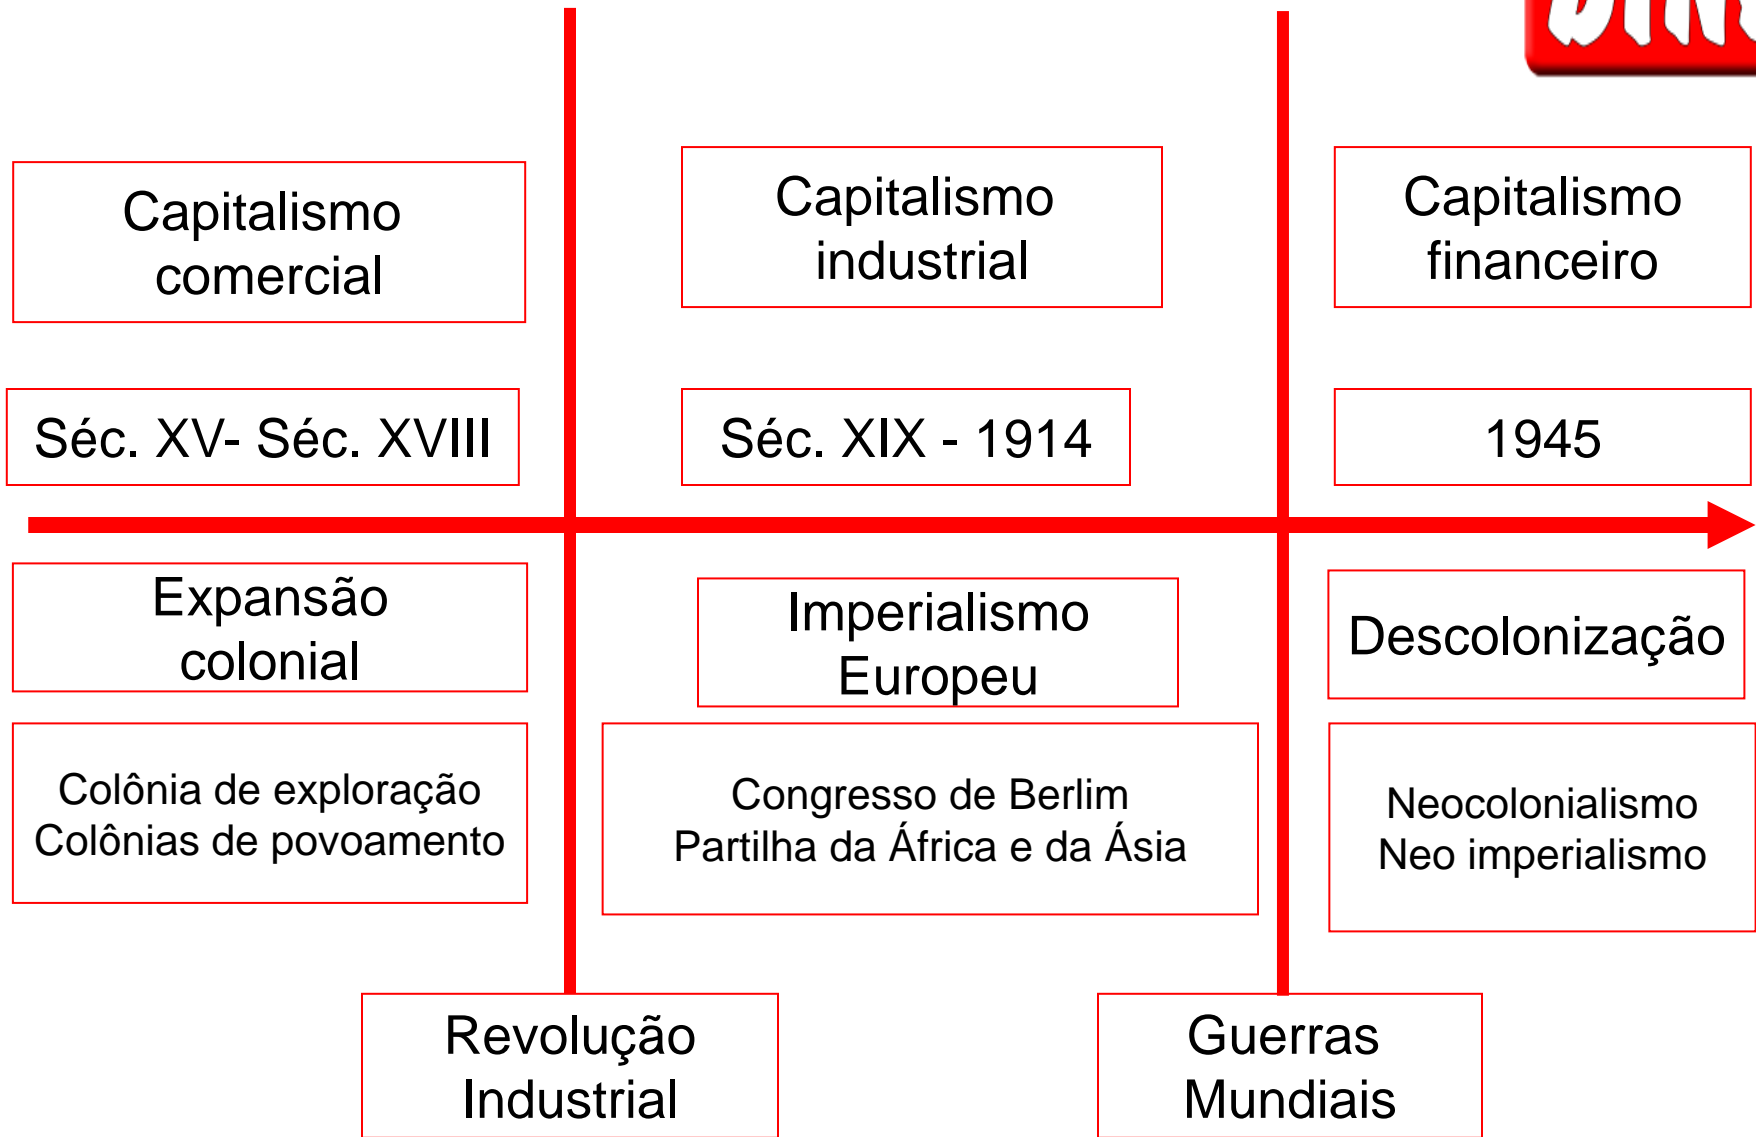 Capitalismo
comercial
Capitalismo
industrial
Capitalismo
financeiro
Séc. XV- Séc. XVIII
Séc. XIX - 1914
1945
Expansão
colonial
Imperialismo
Europeu
Descolonização
Colônia de exploração
Colônias de povoamento
Congresso de Berlim
Partilha da África e da Ásia
Neocolonialismo
Neo imperialismo
Revolução
Industrial
Guerras
Mundiais